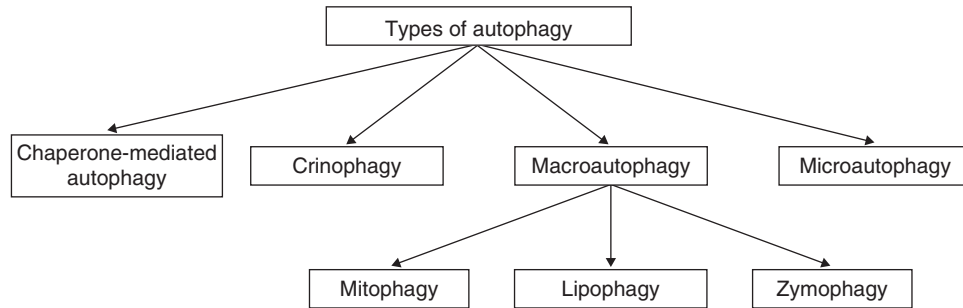 Types of autophagy
Chaperone-mediated
autophagy
Crinophagy
Macroautophagy
Microautophagy
Mitophagy
Lipophagy
Zymophagy